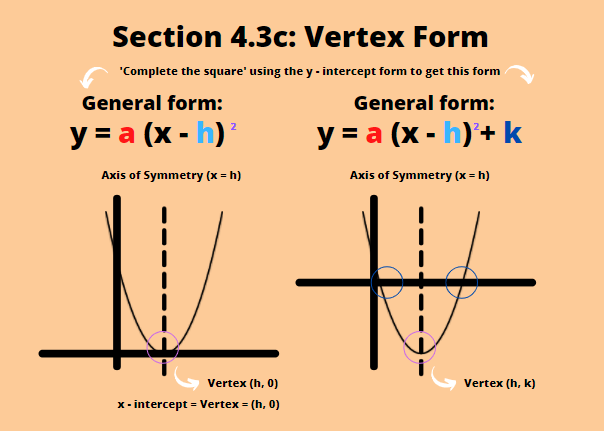 Section 4.3c: Vertex Form
'Complete the square' using the y - intercept form to get this form
General form:
y = a (x - h) ²
Axis of Symmetry (x = h)
Vertex (h, 0)
x - intercept = Vertex = (h, 0)
General form:
y = a (x - h)²+ k
Axis of Symmetry (x = h)
Vertex (h, k)